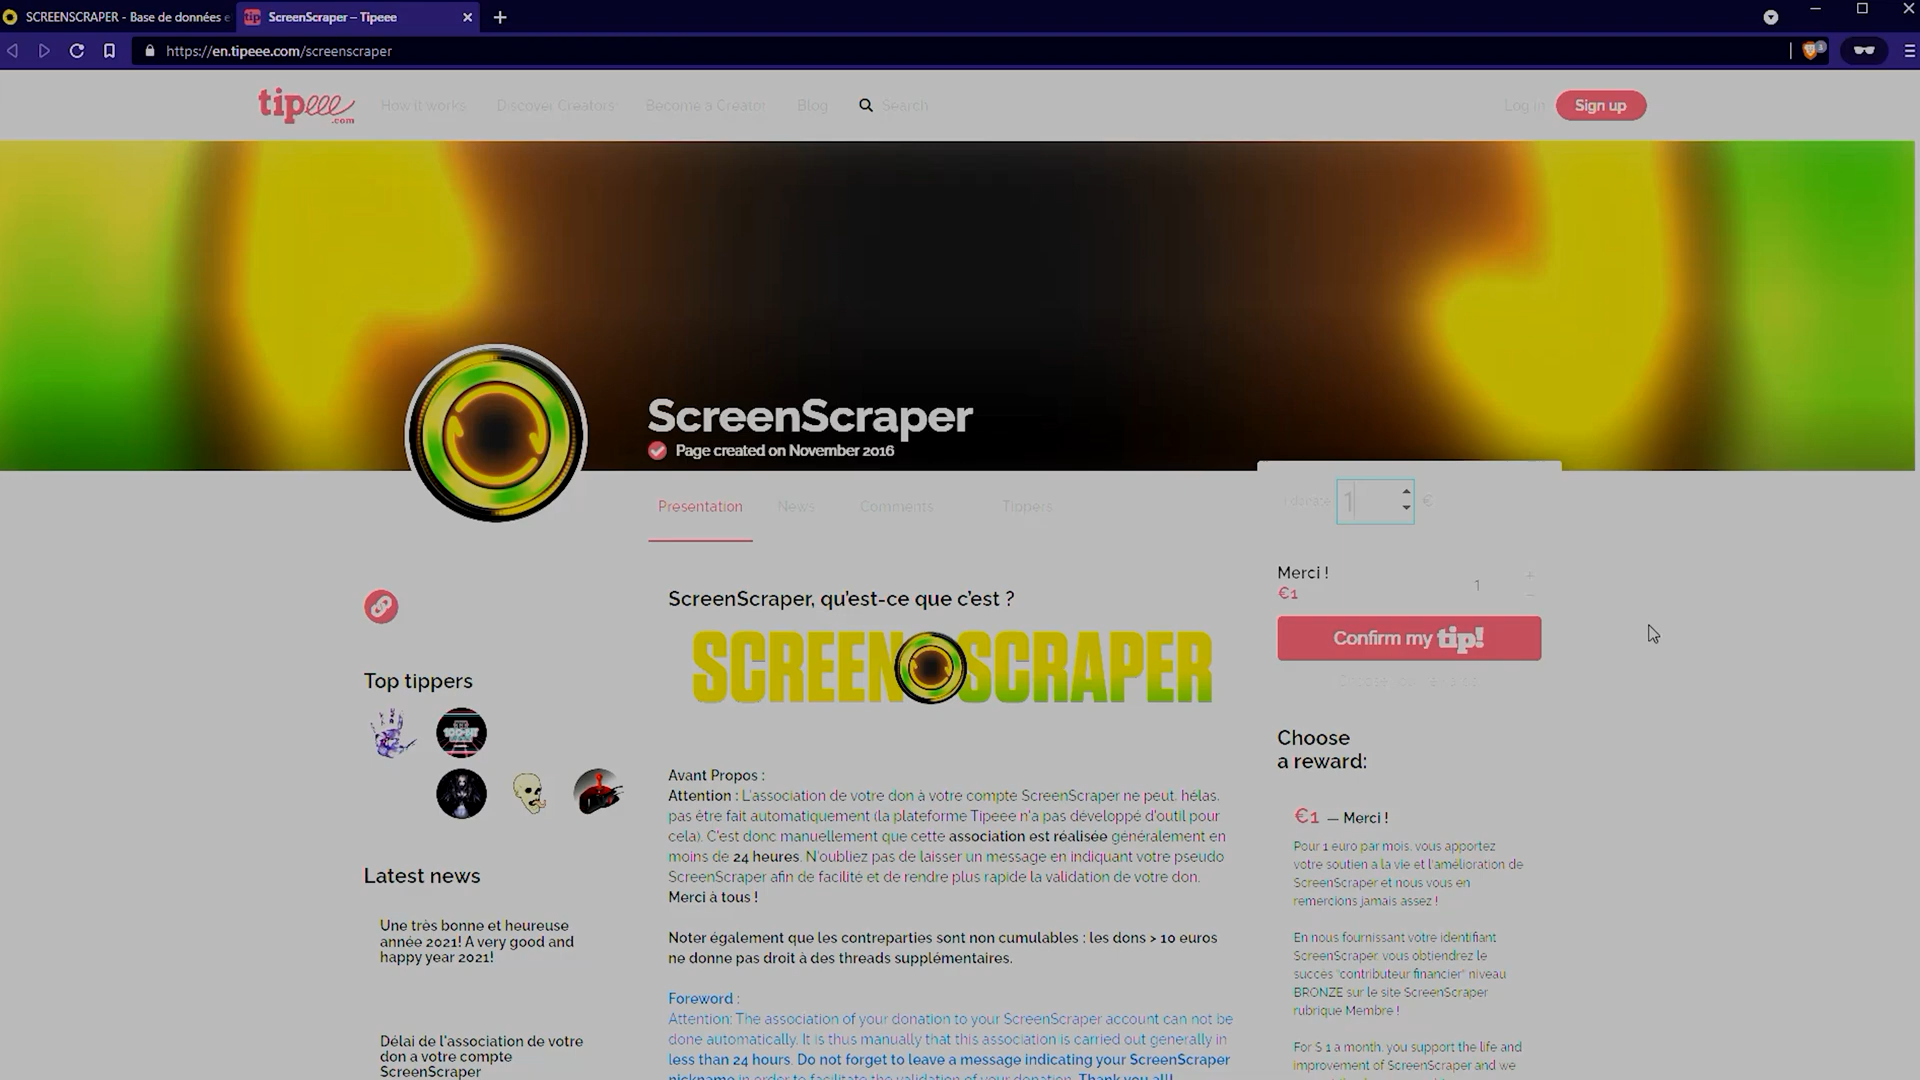 SCREENSCRAPER - Base de données e
ScreenScraper – Tipeee
https://en.tipeee.com/screenscraper
tipeee
.com
How it works
Discover Creators
Become a Creator
Blog
Search
Log in
Sign up
ScreenScraper
Page created on November 2016
Presentation
News
Comments
Tippers
I donate
1
€
Merci !
€1
1
Confirm my tip!
ScreenScraper, qu'est-ce que c'est ?
SCREEN SCRAPER
Top tippers
Latest news
Une très bonne et heureuse
année 2021! A very good and
happy year 2021!
Délai de l'association de votre
don a votre compte
ScreenScraper
Avant Propos :
Attention : L'association de votre don à votre compte ScreenScraper ne peut, hélas,
pas être fait automatiquement (la plateforme Tipeee n'a pas développé d'outil pour
cela). C'est donc manuellement que cette association est réalisée généralement en
moins de 24 heures. N'oubliez pas de laisser un message en indiquant votre pseudo
ScreenScraper afin de facilité et de rendre plus rapide la validation de votre don.
Merci à tous !
Noter également que les contreparties sont non cumulables : les dons > 10 euros
ne donne pas droit à des threads supplémentaires.
Foreword :
Attention: The association of your donation to your ScreenScraper account can not be
done automatically. It is thus manually that this association is carried out generally in
less than 24 hours. Do not forget to leave a message indicating your ScreenScraper
nickname in order to facilitate the validation of your donation. Thank you all!
Choose
a reward:
€1 — Merci !
Pour 1 euro par mois, vous apportez
votre soutien a la vie et l'amélioration de
ScreenScraper et nous vous en
remercions jamais assez !
En nous fournissant votre identifiant
ScreenScraper, vous obtiendrez le
succes "contributeur financier" niveau
BRONZE sur le site ScreenScraper
rubrique Membre !
For $ 1 a month, you support the life and
improvement of ScreenScraper and we